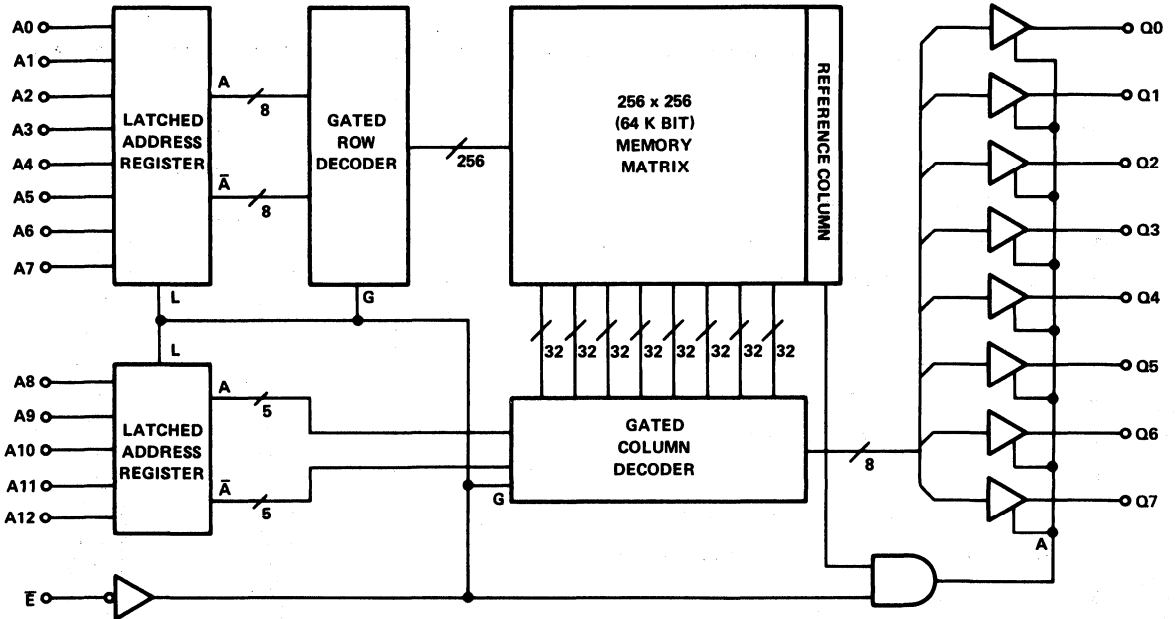 A0
A1
A2
A3
A4
A5
A6
A7
LATCHED
ADDRESS
REGISTER
A
8
A̅
8
GATED
ROW
DECODER
256
256 x 256
(64 K BIT)
MEMORY
MATRIX
REFERENCE COLUMN
Q0
Q1
Q2
Q3
Q4
Q5
Q6
Q7
L
G
L
32
32
32
32
32
32
32
32
A8
A9
A10
A11
A12
LATCHED
ADDRESS
REGISTER
A
5
A̅
5
G
GATED
COLUMN
DECODER
8
A
E̅